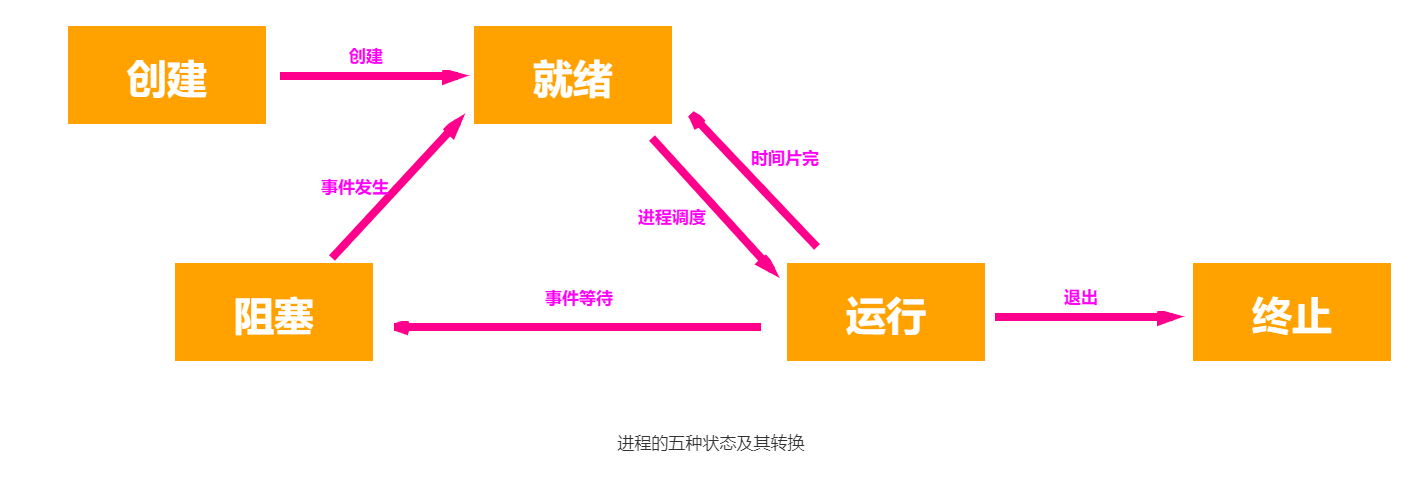 创建
创建
就绪
时间片完
事件发生
进程调度
阻塞
事件等待
运行
退出
终止
进程的五种状态及其转换